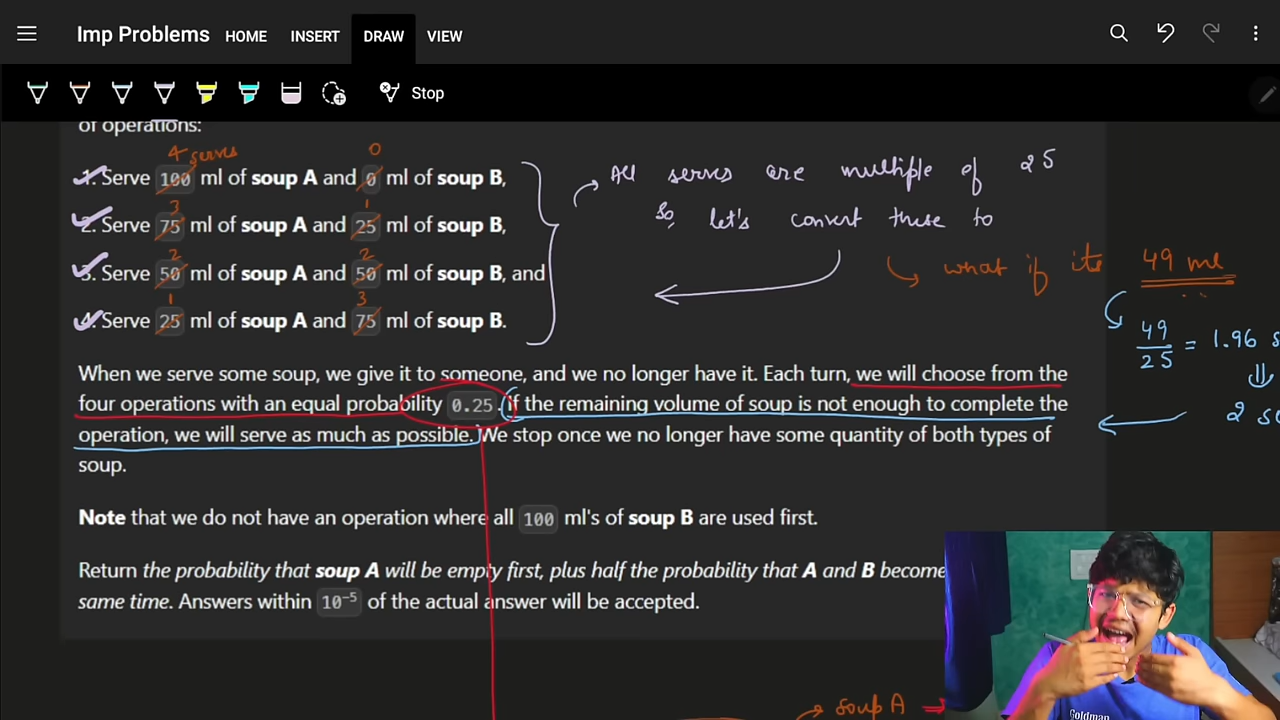 Imp Problems HOME INSERT DRAW VIEW
Stop
of operations:
4 serves 0
1. Serve 100 ml of soup A and 0 ml of soup B,
3 1
2. Serve 75 ml of soup A and 25 ml of soup B,
2 2
3. Serve 50 ml of soup A and 50 ml of soup B, and
1 3
4. Serve 25 ml of soup A and 75 ml of soup B.
All serves are multiple of 25
So, let's convert these to
what if its 49 ml
49/25 = 1.96 s
2 se
When we serve some soup, we give it to someone, and we no longer have it. Each turn, we will choose from the
four operations with an equal probability 0.25. If the remaining volume of soup is not enough to complete the
operation, we will serve as much as possible. We stop once we no longer have some quantity of both types of
soup.
Note that we do not have an operation where all 100 ml's of soup B are used first.
Return the probability that soup A will be empty first, plus half the probability that A and B become
same time. Answers within 10⁻⁵ of the actual answer will be accepted.
soup A
Goldman